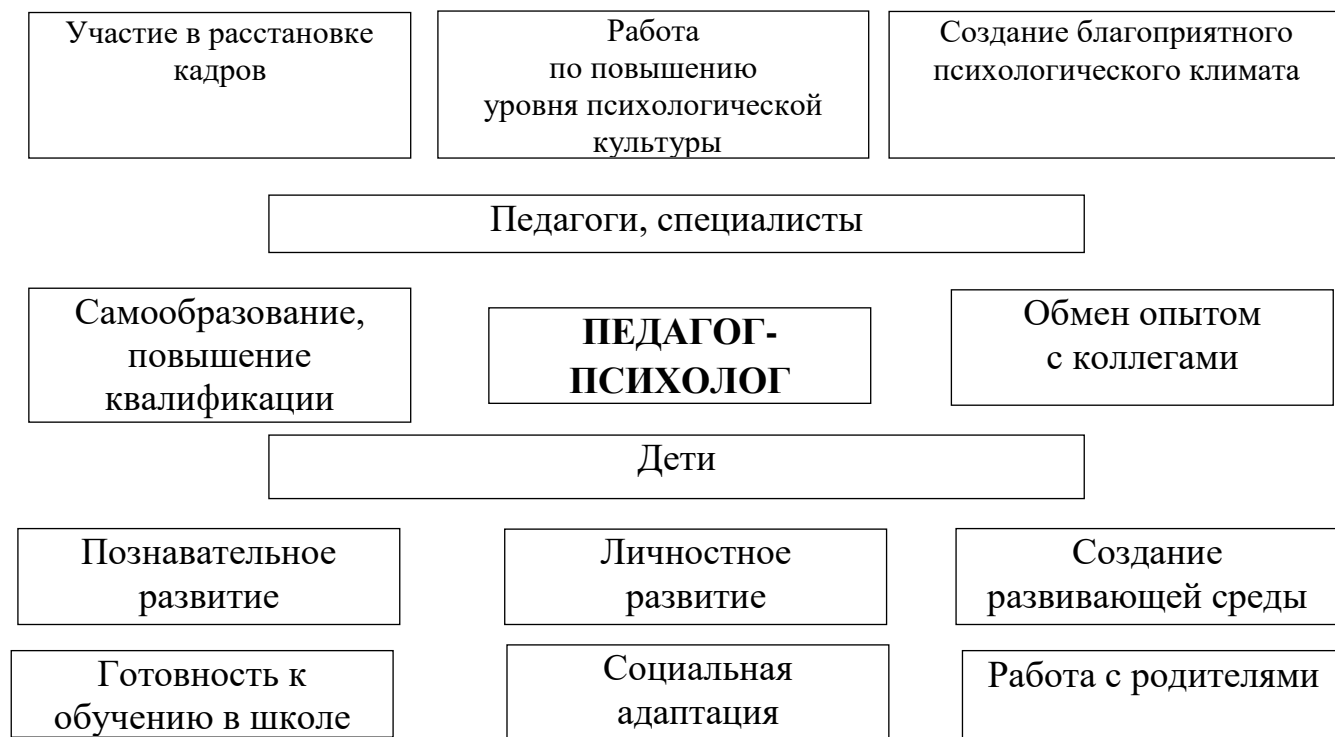 Участие в расстановке
кадров
Работа
по повышению
уровня психологической
культуры
Создание благоприятного
психологического климата
Педагоги, специалисты
Самообразование,
повышение
квалификации
ПЕДАГОГ-
ПСИХОЛОГ
Обмен опытом
с коллегами
Дети
Познавательное
развитие
Личностное
развитие
Создание
развивающей среды
Готовность к
обучению в школе
Социальная
адаптация
Работа с родителями